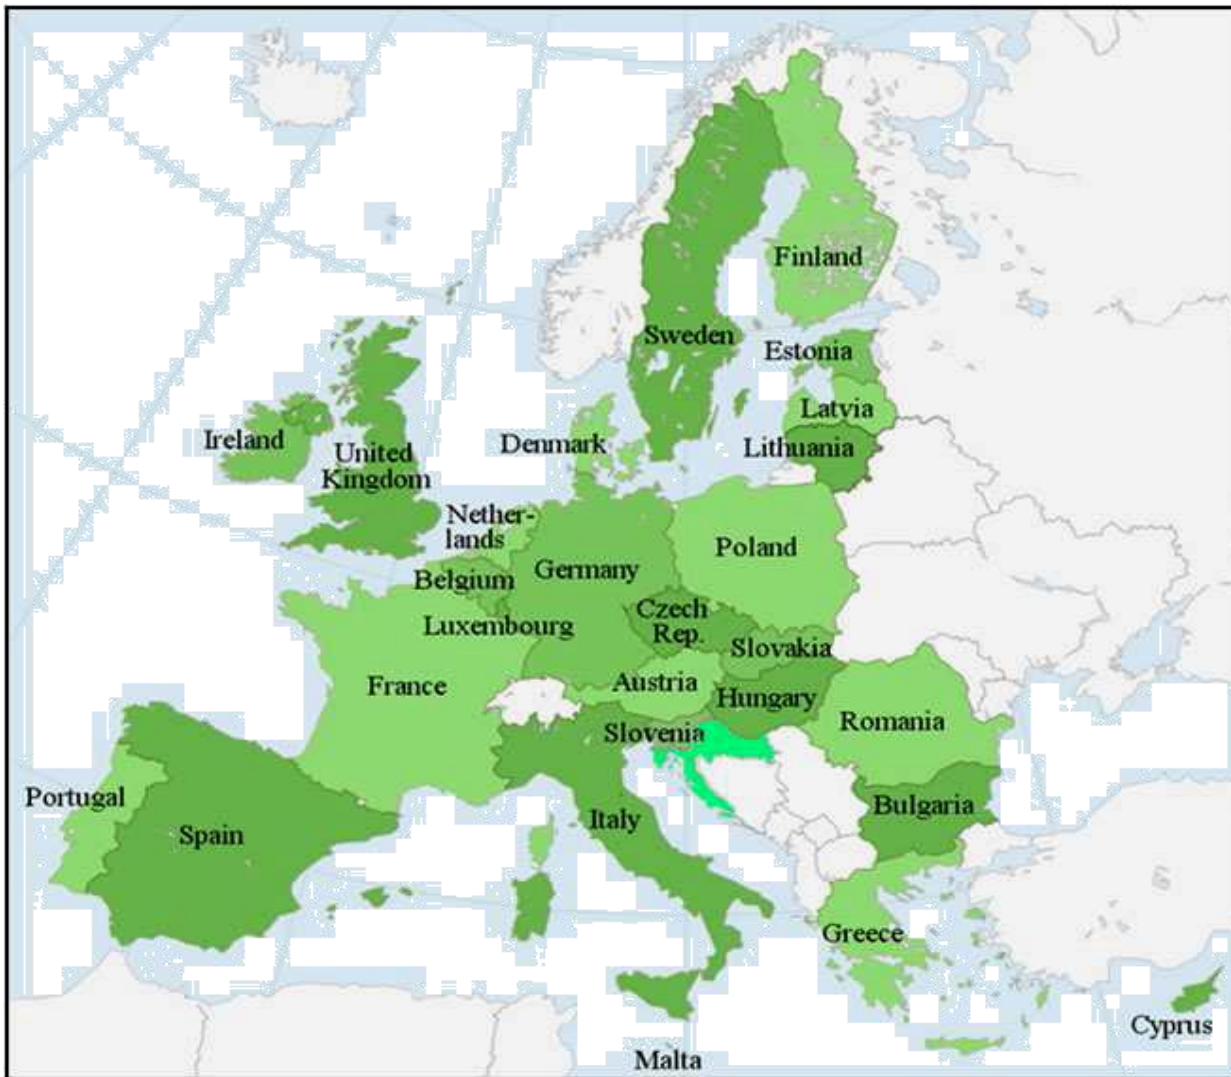 Finland
Sweden
Estonia
Latvia
Lithuania
Denmark
Ireland
United
Kingdom
Nether-
lands
Belgium
Germany
Poland
Luxembourg
Czech
Rep.
Slovakia
France
Austria
Hungary
Romania
Slovenia
Portugal
Spain
Italy
Bulgaria
Greece
Cyprus
Malta